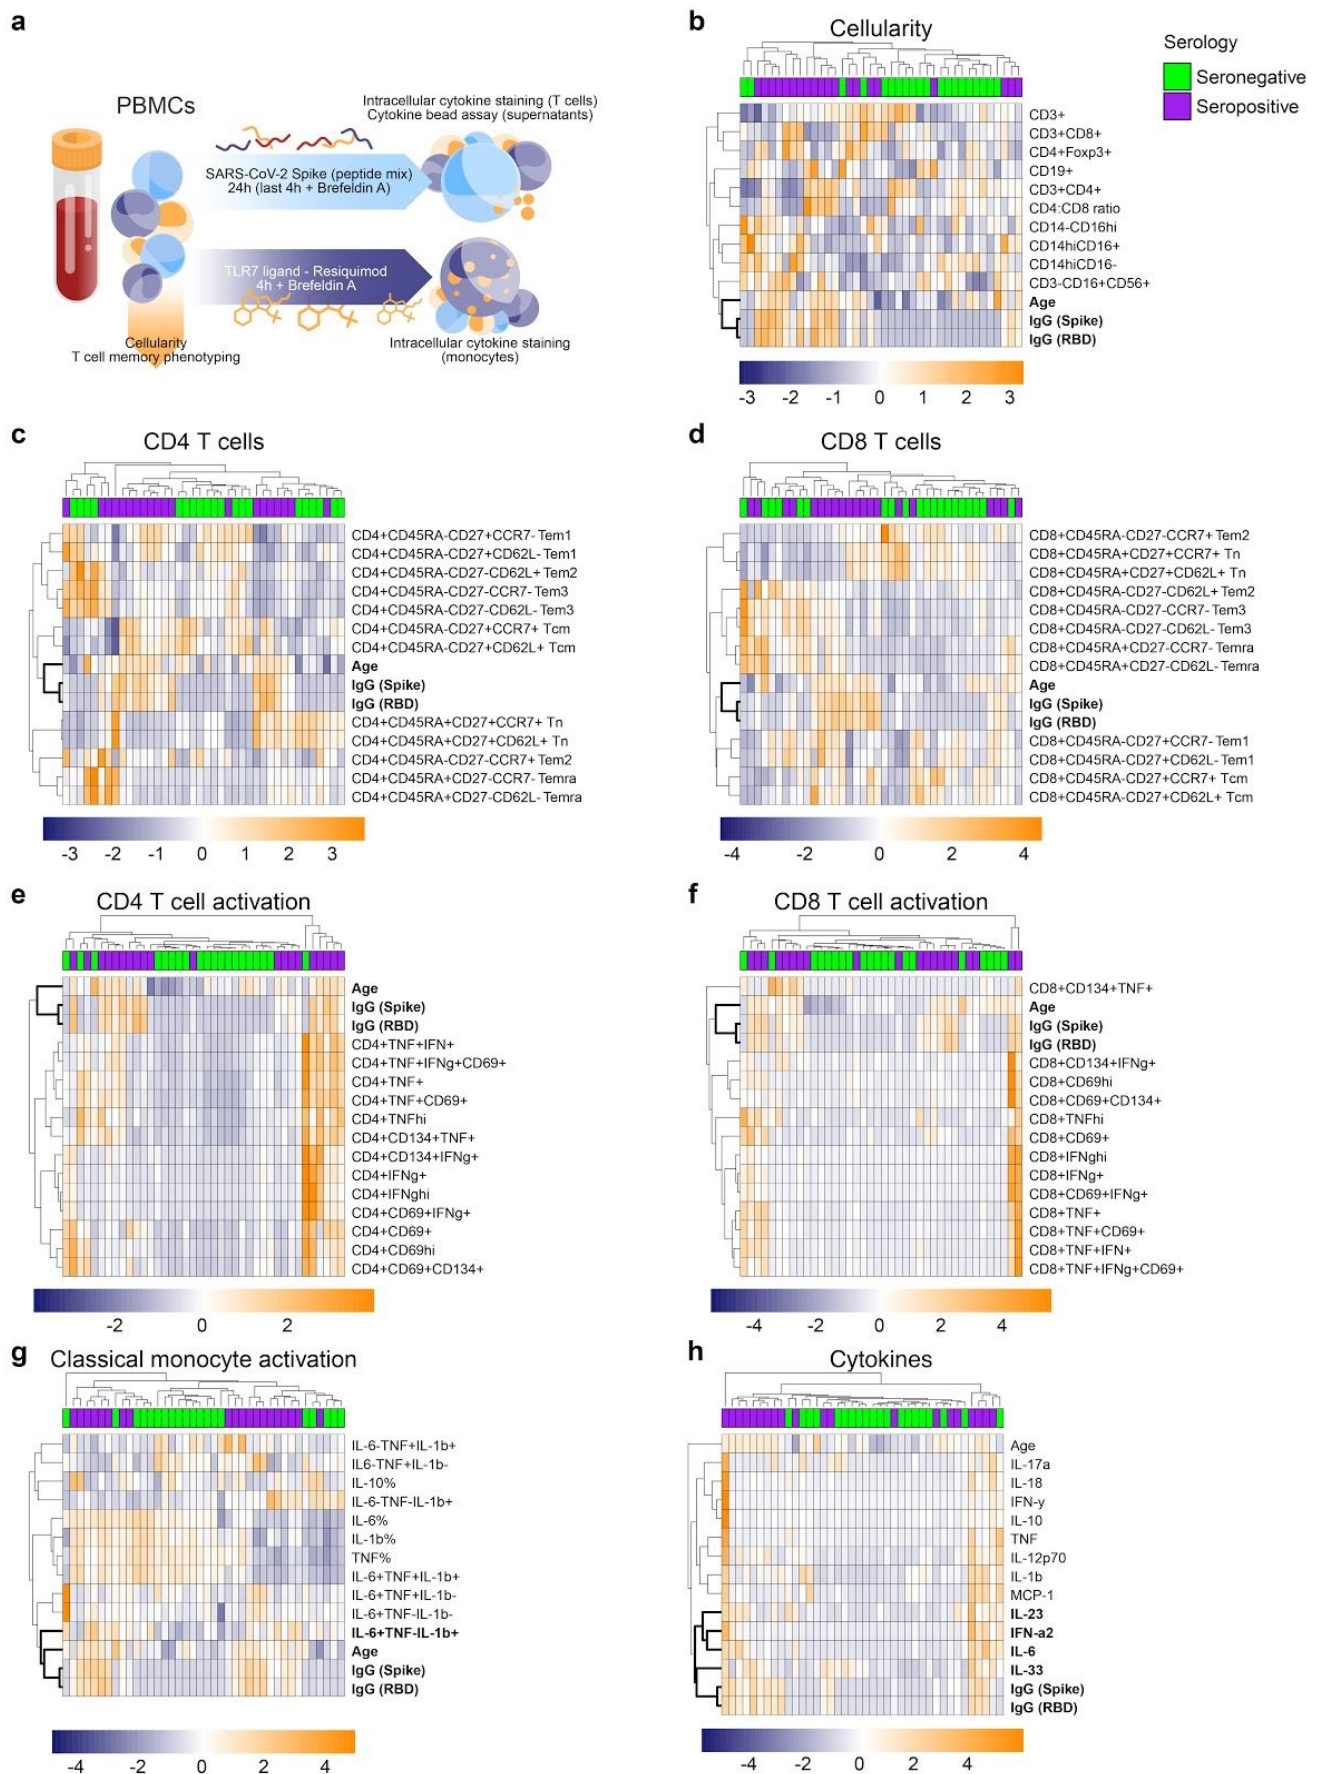 a
PBMCs
Intracellular cytokine staining (T cells)
Cytokine bead assay (supernatants)
SARS-CoV-2 Spike (peptide mix)
24h (last 4h + Brefeldin A)
TLR7 ligand - Resiquimod
4h + Brefeldin A
Cellularity
T cell memory phenotyping
Intracellular cytokine staining
(monocytes)
b
Cellularity
Serology
Seronegative
Seropositive
CD3+
CD3+CD8+
CD4+Foxp3+
CD19+
CD3+CD4+
CD4:CD8 ratio
CD14-CD16hi
CD14hiCD16+
CD14hiCD16-
CD3-CD16+CD56+
Age
IgG (Spike)
IgG (RBD)
-3 -2 -1 0 1 2 3
c
CD4 T cells
CD4+CD45RA-CD27+CCR7- Tem1
CD4+CD45RA-CD27+CD62L- Tem1
CD4+CD45RA-CD27-CD62L+ Tem2
CD4+CD45RA-CD27-CCR7- Tem3
CD4+CD45RA-CD27-CD62L- Tem3
CD4+CD45RA-CD27+CCR7+ Tcm
CD4+CD45RA-CD27+CD62L+ Tcm
Age
IgG (Spike)
IgG (RBD)
CD4+CD45RA+CD27+CCR7+ Tn
CD4+CD45RA+CD27+CD62L+ Tn
CD4+CD45RA-CD27-CCR7+ Tem2
CD4+CD45RA+CD27-CCR7- Temra
CD4+CD45RA+CD27-CD62L- Temra
-3 -2 -1 0 1 2 3
d
CD8 T cells
CD8+CD45RA-CD27-CCR7+ Tem2
CD8+CD45RA+CD27+CCR7+ Tn
CD8+CD45RA+CD27+CD62L+ Tn
CD8+CD45RA-CD27-CD62L+ Tem2
CD8+CD45RA-CD27-CCR7- Tem3
CD8+CD45RA-CD27-CD62L- Tem3
CD8+CD45RA+CD27-CCR7- Temra
CD8+CD45RA+CD27-CD62L- Temra
Age
IgG (Spike)
IgG (RBD)
CD8+CD45RA-CD27+CCR7- Tem1
CD8+CD45RA-CD27+CD62L- Tem1
CD8+CD45RA-CD27+CCR7+ Tcm
CD8+CD45RA-CD27+CD62L+ Tcm
-4 -2 0 2 4
e
CD4 T cell activation
Age
IgG (Spike)
IgG (RBD)
CD4+TNF+IFN+
CD4+TNF+IFNg+CD69+
CD4+TNF+
CD4+TNF+CD69+
CD4+TNFhi
CD4+CD134+TNF+
CD4+CD134+IFNg+
CD4+IFNg+
CD4+IFNghi
CD4+CD69+IFNg+
CD4+CD69+
CD4+CD69hi
CD4+CD69+CD134+
-2 0 2
f
CD8 T cell activation
CD8+CD134+TNF+
Age
IgG (Spike)
IgG (RBD)
CD8+CD134+IFNg+
CD8+CD69hi
CD8+CD69+CD134+
CD8+TNFhi
CD8+CD69+
CD8+IFNghi
CD8+IFNg+
CD8+CD69+IFNg+
CD8+TNF+
CD8+TNF+CD69+
CD8+TNF+IFN+
CD8+TNF+IFNg+CD69+
-4 -2 0 2 4
g
Classical monocyte activation
IL-6-TNF+IL-1b+
IL6-TNF+IL-1b-
IL-10%
IL-6-TNF-IL-1b+
IL-6%
IL-1b%
TNF%
IL-6+TNF+IL-1b+
IL-6+TNF+IL-1b-
IL-6+TNF-IL-1b-
IL-6+TNF-IL-1b+
Age
IgG (Spike)
IgG (RBD)
-4 -2 0 2 4
h
Cytokines
Age
IL-17a
IL-18
IFN-y
IL-10
TNF
IL-12p70
IL-1b
MCP-1
IL-23
IFN-a2
IL-6
IL-33
IgG (Spike)
IgG (RBD)
-4 -2 0 2 4